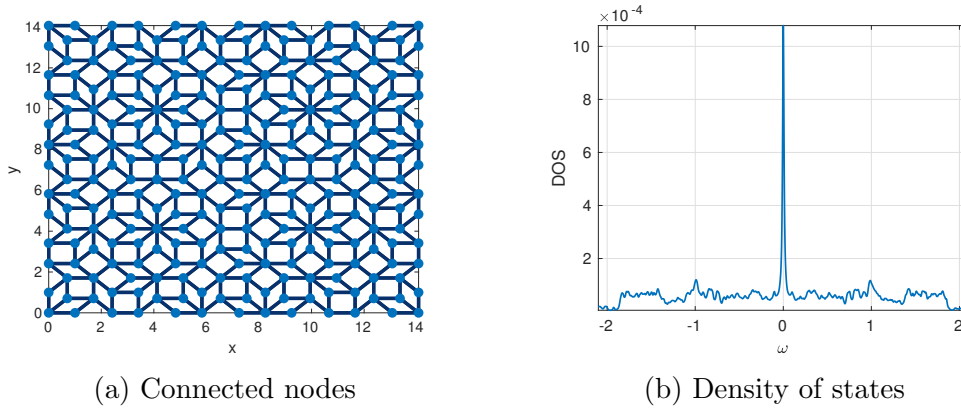 14
12
10
8
6
4
2
0
y
0 2 4 6 8 10 12 14
x
(a) Connected nodes
×10⁻⁴
10
8
6
4
2
DOS
-2 -1 0 1 2
ω
(b) Density of states